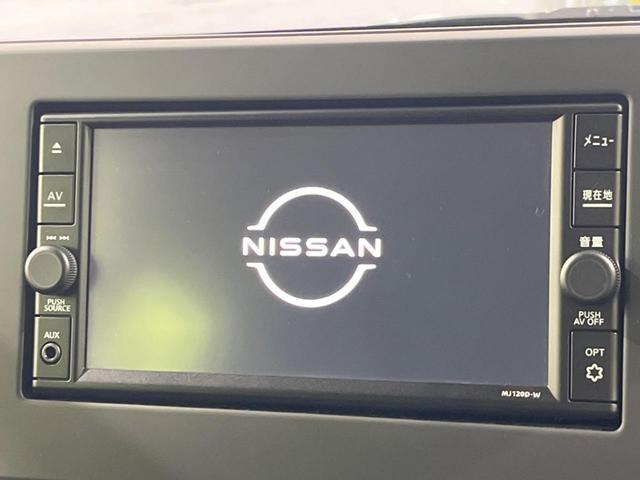 メニュー
AV
現在地
NISSAN
音量
PUSH
SOURCE
PUSH
AV OFF
AUX
OPT
MJ120D-W